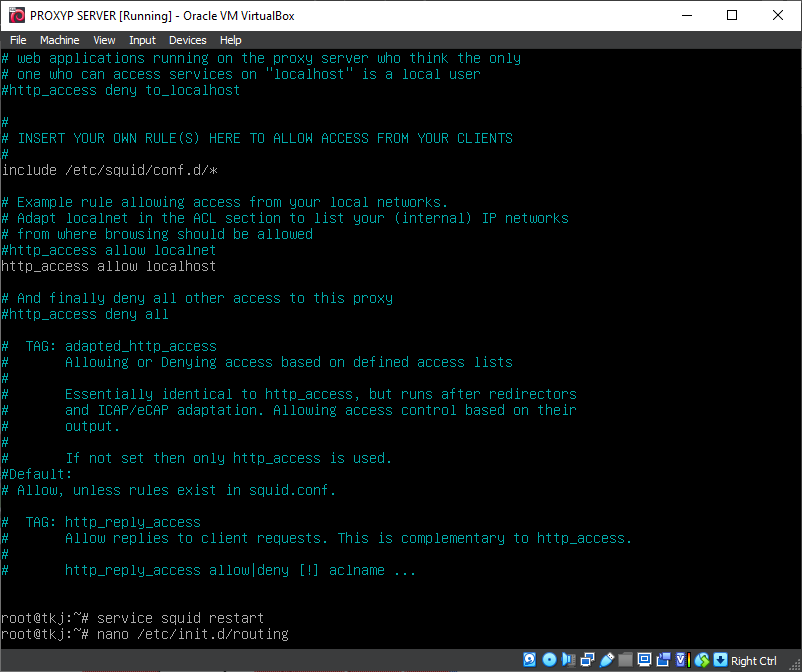 PROXYP SERVER [Running] - Oracle VM VirtualBox
File Machine View Input Devices Help
# web applications running on the proxy server who think the only
# one who can access services on "localhost" is a local user
#http_access deny to_localhost
#
# INSERT YOUR OWN RULE(S) HERE TO ALLOW ACCESS FROM YOUR CLIENTS
#
include /etc/squid/conf.d/*
# Example rule allowing access from your local networks.
# Adapt localnet in the ACL section to list your (internal) IP networks
# from where browsing should be allowed
#http_access allow localnet
http_access allow localhost
# And finally deny all other access to this proxy
#http_access deny all
#  TAG: adapted_http_access
#       Allowing or Denying access based on defined access lists
#
#       Essentially identical to http_access, but runs after redirectors
#       and ICAP/eCAP adaptation. Allowing access control based on their
#       output.
#
#       If not set then only http_access is used.
#Default:
# Allow, unless rules exist in squid.conf.
#  TAG: http_reply_access
#       Allow replies to client requests. This is complementary to http_access.
#
#       http_reply_access allow|deny [!] aclname ...
root@tkj:~# service squid restart
root@tkj:~# nano /etc/init.d/routing
Right Ctrl